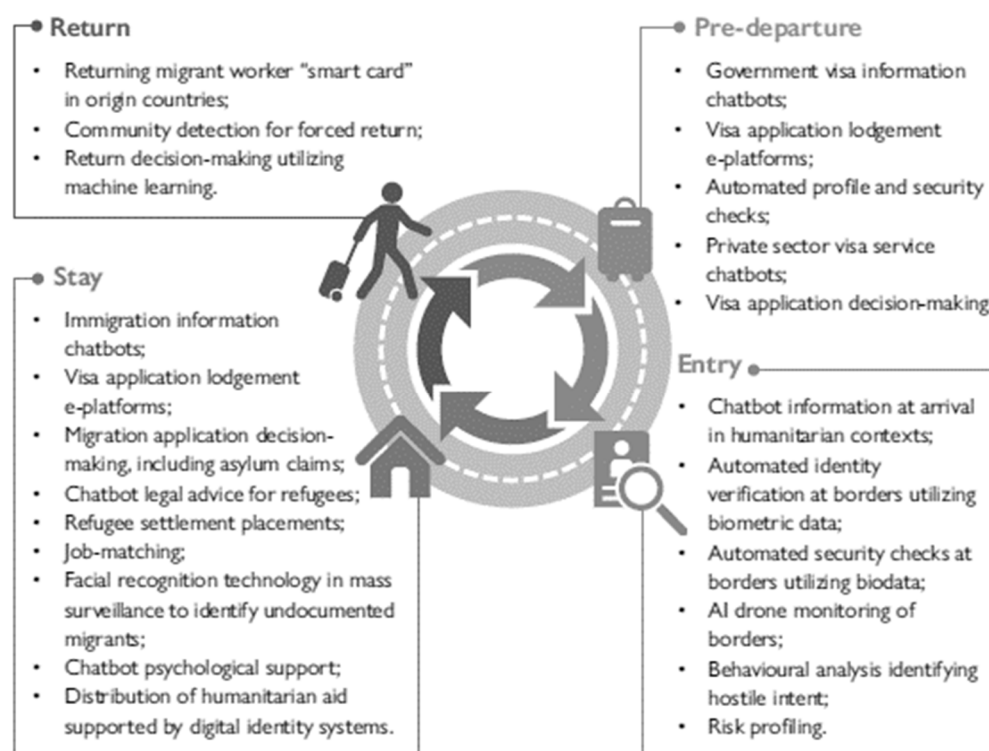 Return
• Returning migrant worker “smart card”
in origin countries;
• Community detection for forced return;
• Return decision-making utilizing
machine learning.
Pre-departure
• Government visa information
chatbots;
• Visa application lodgement
e-platforms;
• Automated profile and security
checks;
• Private sector visa service
chatbots;
• Visa application decision-making
Stay
• Immigration information
chatbots;
• Visa application lodgement
e-platforms;
• Migration application decision-
making, including asylum claims;
• Chatbot legal advice for refugees;
• Refugee settlement placements;
• Job-matching;
• Facial recognition technology in mass
surveillance to identify undocumented
migrants;
• Chatbot psychological support;
• Distribution of humanitarian aid
supported by digital identity systems.
Entry
• Chatbot information at arrival
in humanitarian contexts;
• Automated identity
verification at borders utilizing
biometric data;
• Automated security checks at
borders utilizing biodata;
• AI drone monitoring of
borders;
• Behavioural analysis identifying
hostile intent;
• Risk profiling.